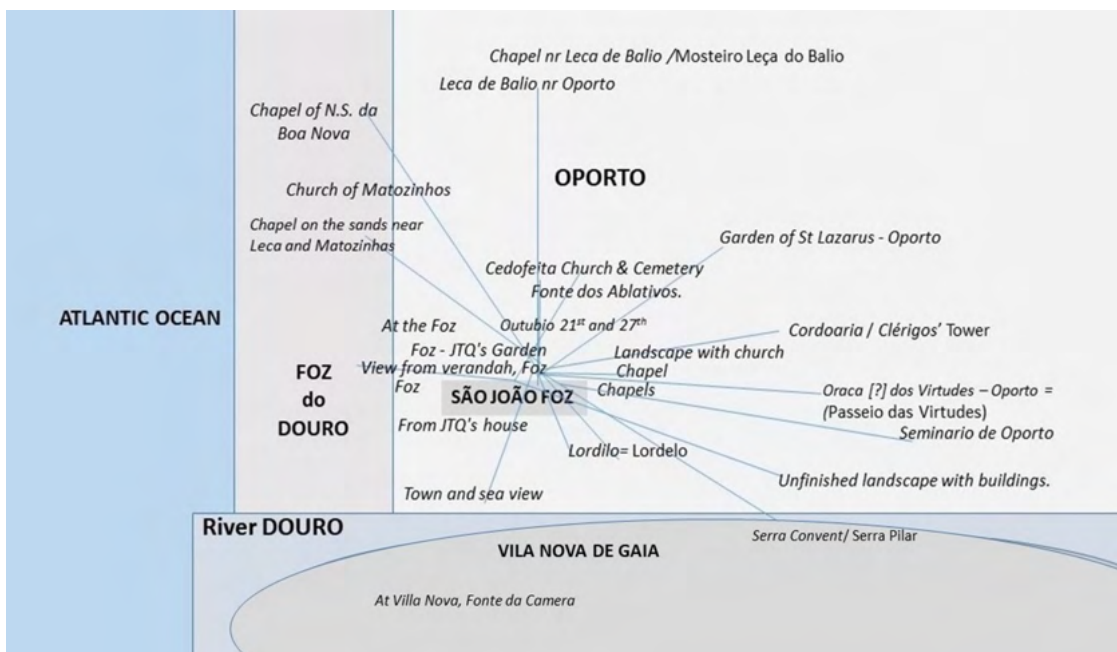 Chapel nr Leca de Balio /Mosteiro Leça do Balio
Leca de Balio nr Oporto
Chapel of N.S. da
Boa Nova
OPORTO
Church of Matozinhos
Chapel on the sands near
Leca and Matozinhas
Garden of St Lazarus - Oporto
Cedofeita Church & Cemetery
Fonte dos Ablativos.
ATLANTIC OCEAN
At the Foz
Outubio 21st and 27th
Cordoaria / Clérigos' Tower
Foz - JTQ's Garden
Landscape with church
View from verandah, Foz
Chapel
FOZ
do
DOURO
Foz
SÃO JOÃO FOZ
Chapels
Oraca [?] dos Virtudes – Oporto =
(Passeio das Virtudes)
From JTQ's house
Seminario de Oporto
Lordilo= Lordelo
Unfinished landscape with buildings.
Town and sea view
River DOURO
Serra Convent/ Serra Pilar
VILA NOVA DE GAIA
At Villa Nova, Fonte da Camera